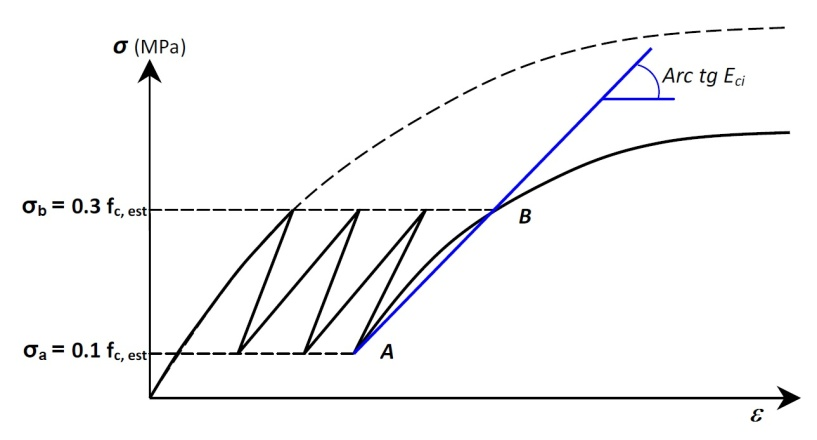 σ (MPa)
Arc tg Eci
σb = 0.3 fc, est
B
σa = 0.1 fc, est
A
ε